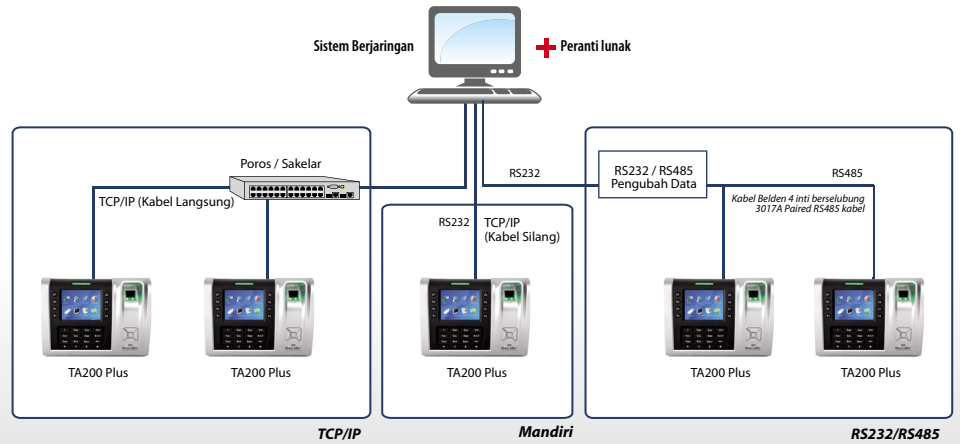 Sistem Berjaringan
Peranti lunak
Poros / Sakelar
TCP/IP (Kabel Langsung)
TA200 Plus
TA200 Plus
TCP/IP
RS232
TCP/IP
(Kabel Silang)
TA200 Plus
Mandiri
RS232
RS232 / RS485
Pengubah Data
RS485
Kabel Belden 4 inti berselubung
3017A Paired RS485 kabel
TA200 Plus
TA200 Plus
RS232/RS485